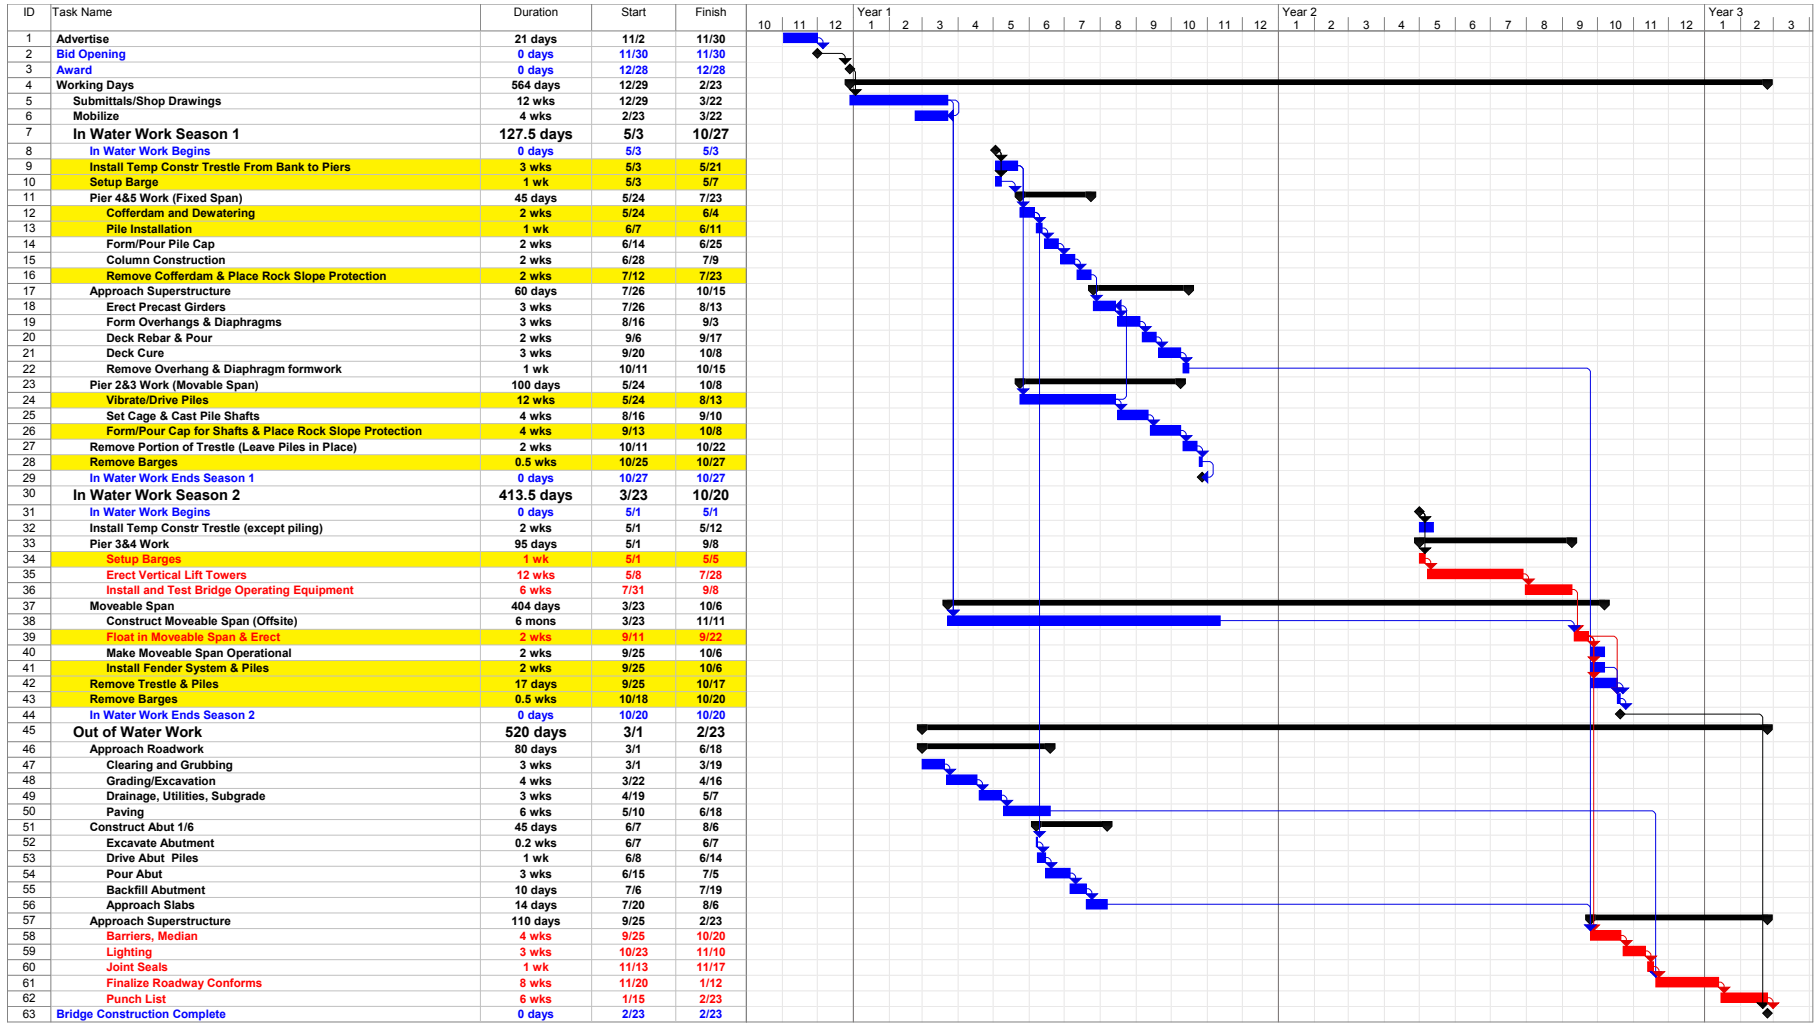 ID Task Name Duration Start Finish Year 1 Year 2 Year 3
10 11 12 1 2 3 4 5 6 7 8 9 10 11 12 1 2 3 4 5 6 7 8 9 10 11 12 1 2 3
1 Advertise 21 days 11/2 11/30
2 Bid Opening 0 days 11/30 11/30
3 Award 0 days 12/28 12/28
4 Working Days 564 days 12/29 2/23
5 Submittals/Shop Drawings 12 wks 12/29 3/22
6 Mobilize 4 wks 2/23 3/22
7 In Water Work Season 1 127.5 days 5/3 10/27
8 In Water Work Begins 0 days 5/3 5/3
9 Install Temp Constr Trestle From Bank to Piers 3 wks 5/3 5/21
10 Setup Barge 1 wk 5/3 5/7
11 Pier 4&5 Work (Fixed Span) 45 days 5/24 7/23
12 Cofferdam and Dewatering 2 wks 5/24 6/4
13 Pile Installation 1 wk 6/7 6/11
14 Form/Pour Pile Cap 2 wks 6/14 6/25
15 Column Construction 2 wks 6/28 7/9
16 Remove Cofferdam & Place Rock Slope Protection 2 wks 7/12 7/23
17 Approach Superstructure 60 days 7/26 10/15
18 Erect Precast Girders 3 wks 7/26 8/13
19 Form Overhangs & Diaphragms 3 wks 8/16 9/3
20 Deck Rebar & Pour 2 wks 9/6 9/17
21 Deck Cure 3 wks 9/20 10/8
22 Remove Overhang & Diaphragm formwork 1 wk 10/11 10/15
23 Pier 2&3 Work (Movable Span) 100 days 5/24 10/8
24 Vibrate/Drive Piles 12 wks 5/24 8/13
25 Set Cage & Cast Pile Shafts 4 wks 8/16 9/10
26 Form/Pour Cap for Shafts & Place Rock Slope Protection 4 wks 9/13 10/8
27 Remove Portion of Trestle (Leave Piles in Place) 2 wks 10/11 10/22
28 Remove Barges 0.5 wks 10/25 10/27
29 In Water Work Ends Season 1 0 days 10/27 10/27
30 In Water Work Season 2 413.5 days 3/23 10/20
31 In Water Work Begins 0 days 5/1 5/1
32 Install Temp Constr Trestle (except piling) 2 wks 5/1 5/12
33 Pier 3&4 Work 95 days 5/1 9/8
34 Setup Barges 1 wk 5/1 5/5
35 Erect Vertical Lift Towers 12 wks 5/8 7/28
36 Install and Test Bridge Operating Equipment 6 wks 7/31 9/8
37 Moveable Span 404 days 3/23 10/6
38 Construct Moveable Span (Offsite) 6 mons 3/23 11/11
39 Float in Moveable Span & Erect 2 wks 9/11 9/22
40 Make Moveable Span Operational 2 wks 9/25 10/6
41 Install Fender System & Piles 2 wks 9/25 10/6
42 Remove Trestle & Piles 17 days 9/25 10/17
43 Remove Barges 0.5 wks 10/18 10/20
44 In Water Work Ends Season 2 0 days 10/20 10/20
45 Out of Water Work 520 days 3/1 2/23
46 Approach Roadwork 80 days 3/1 6/18
47 Clearing and Grubbing 3 wks 3/1 3/19
48 Grading/Excavation 4 wks 3/22 4/16
49 Drainage, Utilities, Subgrade 3 wks 4/19 5/7
50 Paving 6 wks 5/10 6/18
51 Construct Abut 1/6 45 days 6/7 8/6
52 Excavate Abutment 0.2 wks 6/7 6/7
53 Drive Abut Piles 1 wk 6/8 6/14
54 Pour Abut 3 wks 6/15 7/5
55 Backfill Abutment 10 days 7/6 7/19
56 Approach Slabs 14 days 7/20 8/6
57 Approach Superstructure 110 days 9/25 2/23
58 Barriers, Median 4 wks 9/25 10/20
59 Lighting 3 wks 10/23 11/10
60 Joint Seals 1 wk 11/13 11/17
61 Finalize Roadway Conforms 8 wks 11/20 1/12
62 Punch List 6 wks 1/15 2/23
63 Bridge Construction Complete 0 days 2/23 2/23